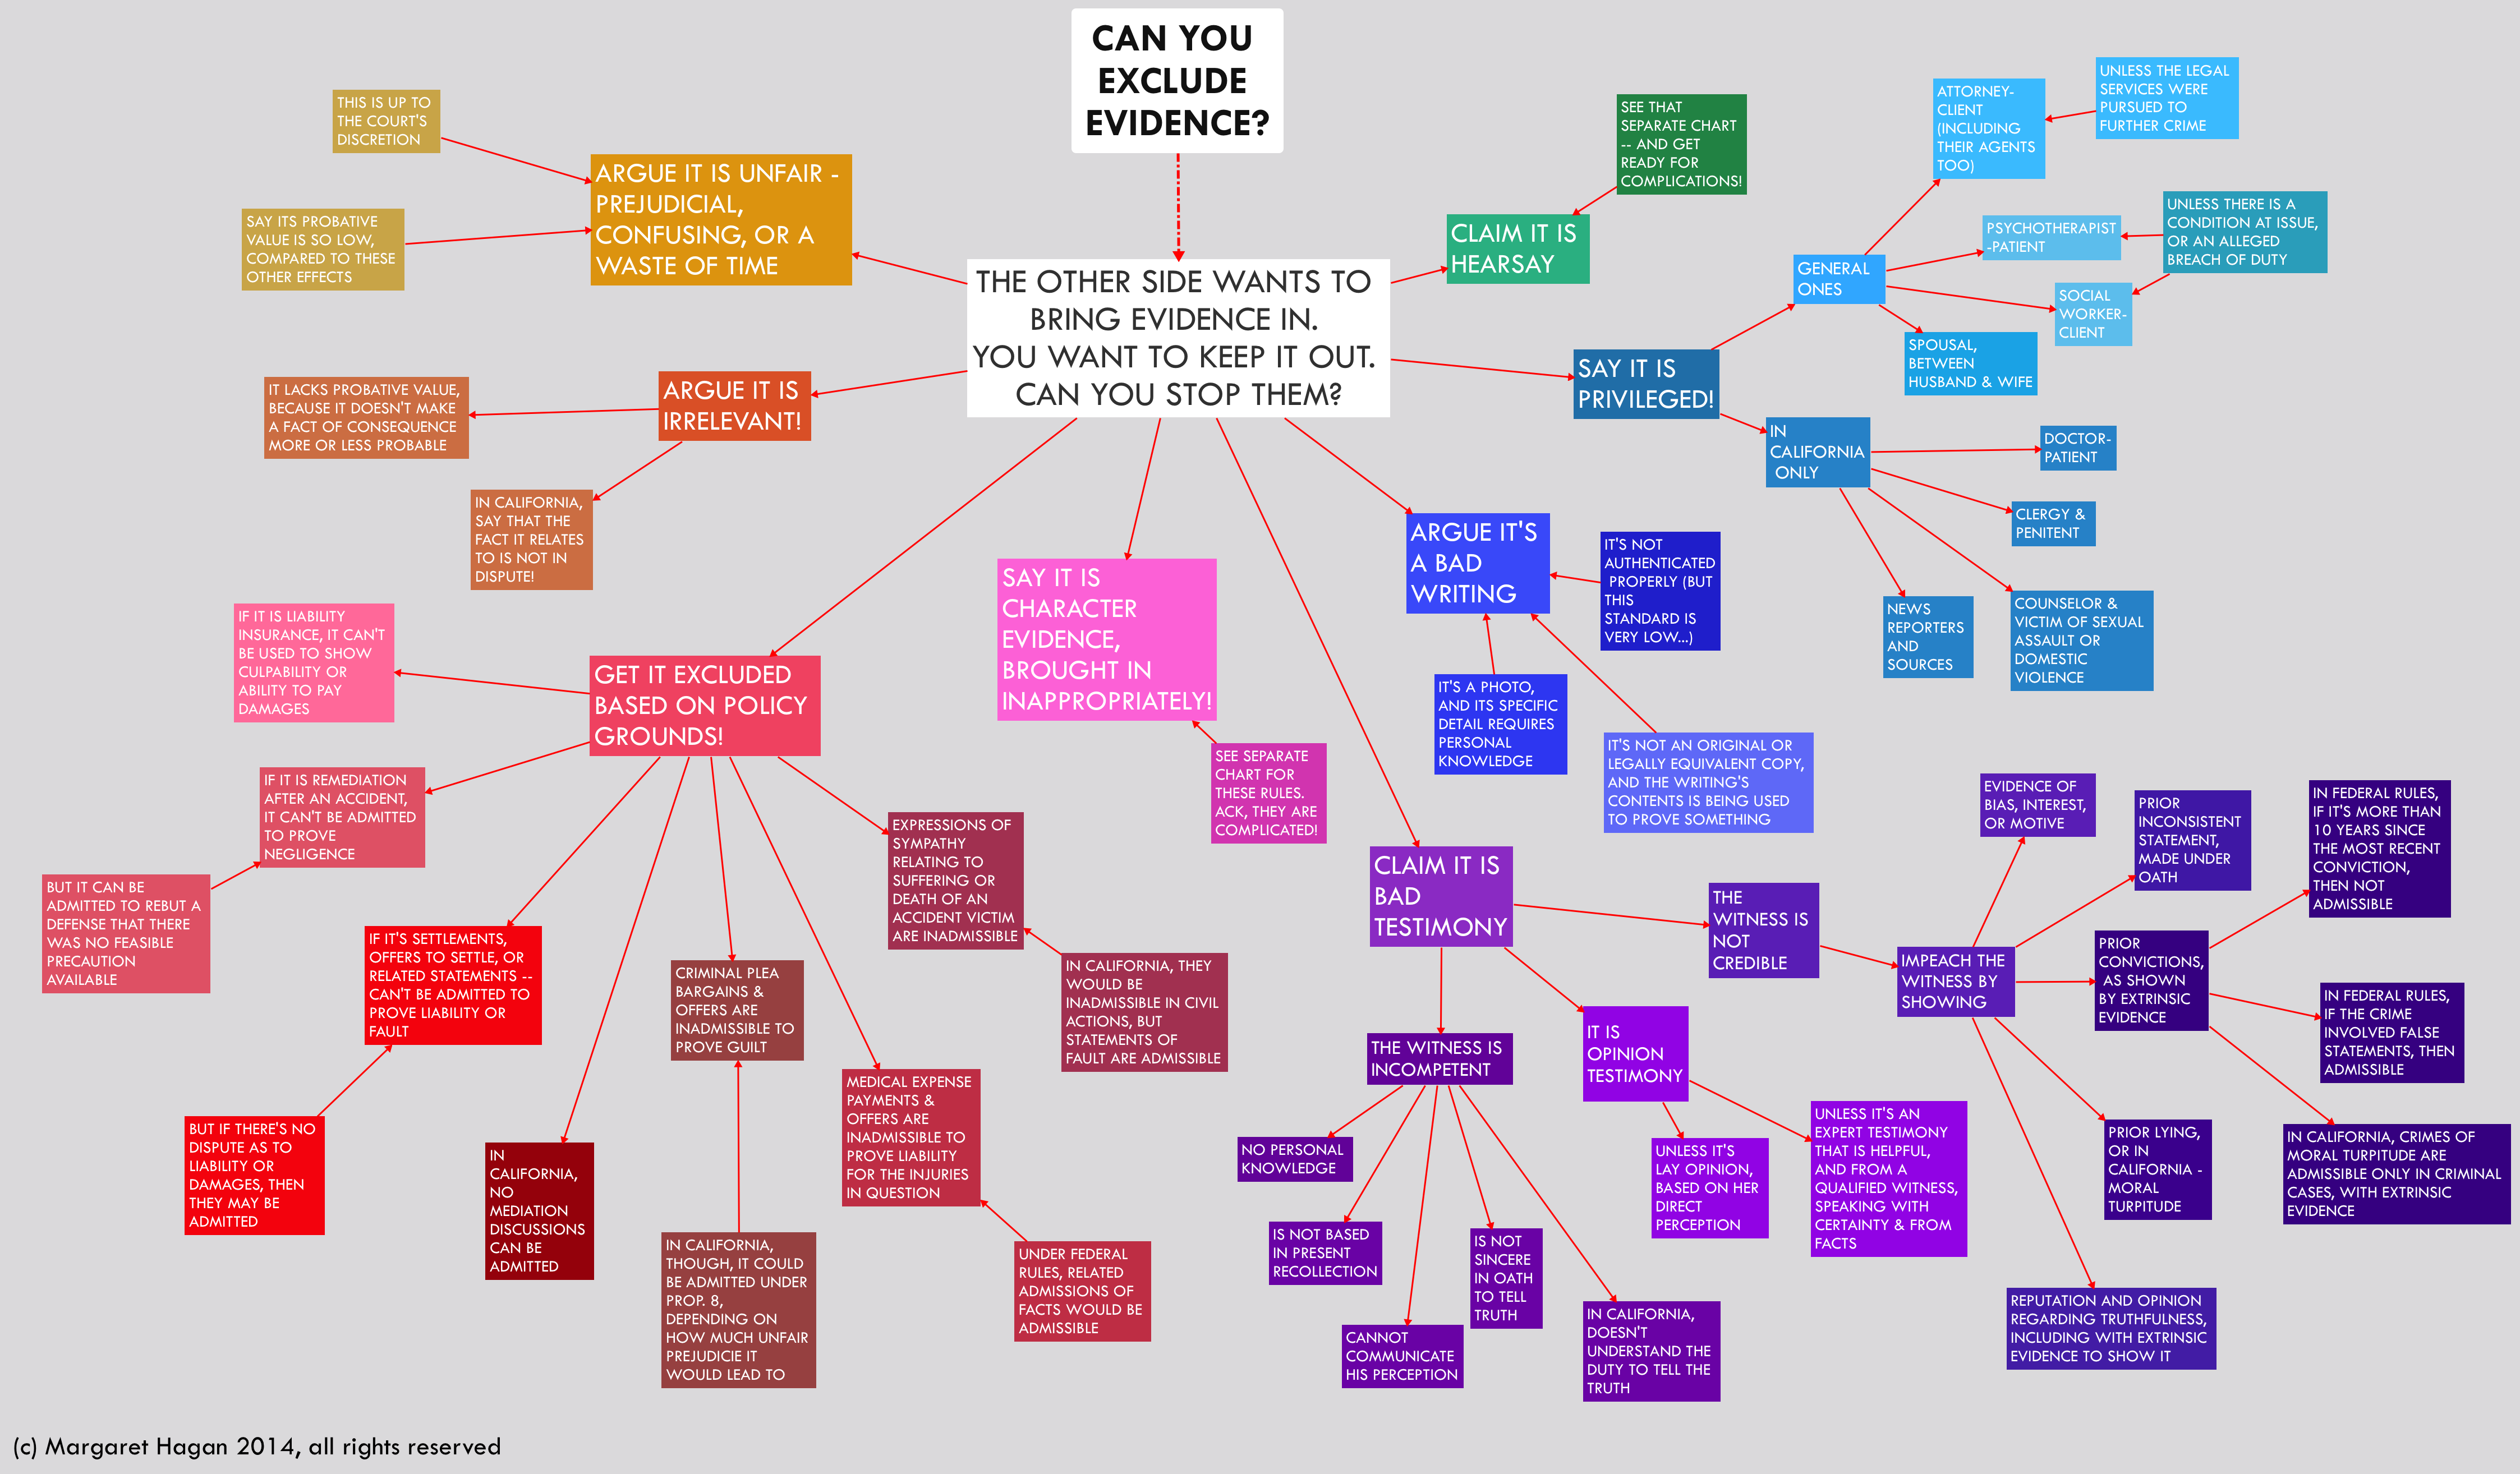 CAN YOU
EXCLUDE
EVIDENCE?
THE OTHER SIDE WANTS TO
BRING EVIDENCE IN.
YOU WANT TO KEEP IT OUT.
CAN YOU STOP THEM?
THIS IS UP TO
THE COURT'S
DISCRETION
SAY ITS PROBATIVE
VALUE IS SO LOW,
COMPARED TO THESE
OTHER EFFECTS
ARGUE IT IS UNFAIR -
PREJUDICIAL,
CONFUSING, OR A
WASTE OF TIME
ARGUE IT IS
IRRELEVANT!
IT LACKS PROBATIVE VALUE,
BECAUSE IT DOESN'T MAKE
A FACT OF CONSEQUENCE
MORE OR LESS PROBABLE
IN CALIFORNIA,
SAY THAT THE
FACT IT RELATES
TO IS NOT IN
DISPUTE!
GET IT EXCLUDED
BASED ON POLICY
GROUNDS!
IF IT IS LIABILITY
INSURANCE, IT CAN'T
BE USED TO SHOW
CULPABILITY OR
ABILITY TO PAY
DAMAGES
IF IT IS REMEDIATION
AFTER AN ACCIDENT,
IT CAN'T BE ADMITTED
TO PROVE
NEGLIGENCE
BUT IT CAN BE
ADMITTED TO REBUT A
DEFENSE THAT THERE
WAS NO FEASIBLE
PRECAUTION
AVAILABLE
IF IT'S SETTLEMENTS,
OFFERS TO SETTLE, OR
RELATED STATEMENTS --
CAN'T BE ADMITTED TO
PROVE LIABILITY OR
FAULT
BUT IF THERE'S NO
DISPUTE AS TO
LIABILITY OR
DAMAGES, THEN
THEY MAY BE
ADMITTED
IN
CALIFORNIA,
NO
MEDIATION
DISCUSSIONS
CAN BE
ADMITTED
CRIMINAL PLEA
BARGAINS &
OFFERS ARE
INADMISSIBLE TO
PROVE GUILT
IN CALIFORNIA,
THOUGH, IT COULD
BE ADMITTED UNDER
PROP. 8,
DEPENDING ON
HOW MUCH UNFAIR
PREJUDICIE IT
WOULD LEAD TO
MEDICAL EXPENSE
PAYMENTS &
OFFERS ARE
INADMISSIBLE TO
PROVE LIABILITY
FOR THE INJURIES
IN QUESTION
UNDER FEDERAL
RULES, RELATED
ADMISSIONS OF
FACTS WOULD BE
ADMISSIBLE
EXPRESSIONS OF
SYMPATHY
RELATING TO
SUFFERING OR
DEATH OF AN
ACCIDENT VICTIM
ARE INADMISSIBLE
IN CALIFORNIA, THEY
WOULD BE
INADMISSIBLE IN CIVIL
ACTIONS, BUT
STATEMENTS OF
FAULT ARE ADMISSIBLE
SAY IT IS
CHARACTER
EVIDENCE,
BROUGHT IN
INAPPROPRIATELY!
SEE SEPARATE
CHART FOR
THESE RULES.
ACK, THEY ARE
COMPLICATED!
CLAIM IT IS
HEARSAY
SEE THAT
SEPARATE CHART
-- AND GET
READY FOR
COMPLICATIONS!
SAY IT IS
PRIVILEGED!
GENERAL
ONES
ATTORNEY-
CLIENT
(INCLUDING
THEIR AGENTS
TOO)
UNLESS THE LEGAL
SERVICES WERE
PURSUED TO
FURTHER CRIME
PSYCHOTHERAPIST
-PATIENT
UNLESS THERE IS A
CONDITION AT ISSUE,
OR AN ALLEGED
BREACH OF DUTY
SOCIAL
WORKER-
CLIENT
SPOUSAL,
BETWEEN
HUSBAND & WIFE
IN
CALIFORNIA
ONLY
DOCTOR-
PATIENT
CLERGY &
PENITENT
COUNSELOR &
VICTIM OF SEXUAL
ASSAULT OR
DOMESTIC
VIOLENCE
NEWS
REPORTERS
AND
SOURCES
ARGUE IT'S
A BAD
WRITING
IT'S NOT
AUTHENTICATED
PROPERLY (BUT
THIS
STANDARD IS
VERY LOW...)
IT'S A PHOTO,
AND ITS SPECIFIC
DETAIL REQUIRES
PERSONAL
KNOWLEDGE
IT'S NOT AN ORIGINAL OR
LEGALLY EQUIVALENT COPY,
AND THE WRITING'S
CONTENTS IS BEING USED
TO PROVE SOMETHING
CLAIM IT IS
BAD
TESTIMONY
THE WITNESS IS
INCOMPETENT
NO PERSONAL
KNOWLEDGE
IS NOT BASED
IN PRESENT
RECOLLECTION
CANNOT
COMMUNICATE
HIS PERCEPTION
IS NOT
SINCERE
IN OATH
TO TELL
TRUTH
IN CALIFORNIA,
DOESN'T
UNDERSTAND THE
DUTY TO TELL THE
TRUTH
IT IS
OPINION
TESTIMONY
UNLESS IT'S
LAY OPINION,
BASED ON HER
DIRECT
PERCEPTION
UNLESS IT'S AN
EXPERT TESTIMONY
THAT IS HELPFUL,
AND FROM A
QUALIFIED WITNESS,
SPEAKING WITH
CERTAINTY & FROM
FACTS
THE
WITNESS IS
NOT
CREDIBLE
IMPEACH THE
WITNESS BY
SHOWING
EVIDENCE OF
BIAS, INTEREST,
OR MOTIVE
PRIOR
INCONSISTENT
STATEMENT,
MADE UNDER
OATH
PRIOR
CONVICTIONS,
AS SHOWN
BY EXTRINSIC
EVIDENCE
IN FEDERAL RULES,
IF IT'S MORE THAN
10 YEARS SINCE
THE MOST RECENT
CONVICTION,
THEN NOT
ADMISSIBLE
IN FEDERAL RULES,
IF THE CRIME
INVOLVED FALSE
STATEMENTS, THEN
ADMISSIBLE
IN CALIFORNIA, CRIMES OF
MORAL TURPITUDE ARE
ADMISSIBLE ONLY IN CRIMINAL
CASES, WITH EXTRINSIC
EVIDENCE
PRIOR LYING,
OR IN
CALIFORNIA -
MORAL
TURPITUDE
REPUTATION AND OPINION
REGARDING TRUTHFULNESS,
INCLUDING WITH EXTRINSIC
EVIDENCE TO SHOW IT
(c) Margaret Hagan 2014, all rights reserved